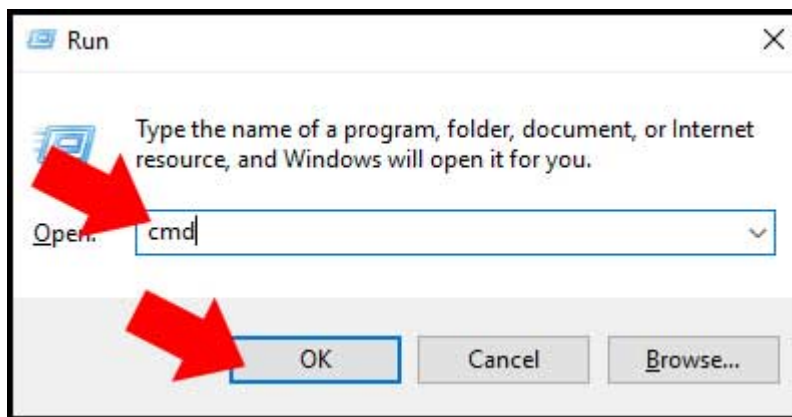 Run
Type the name of a program, folder, document, or Internet
resource, and Windows will open it for you.
Open: cmd
OK Cancel Browse...